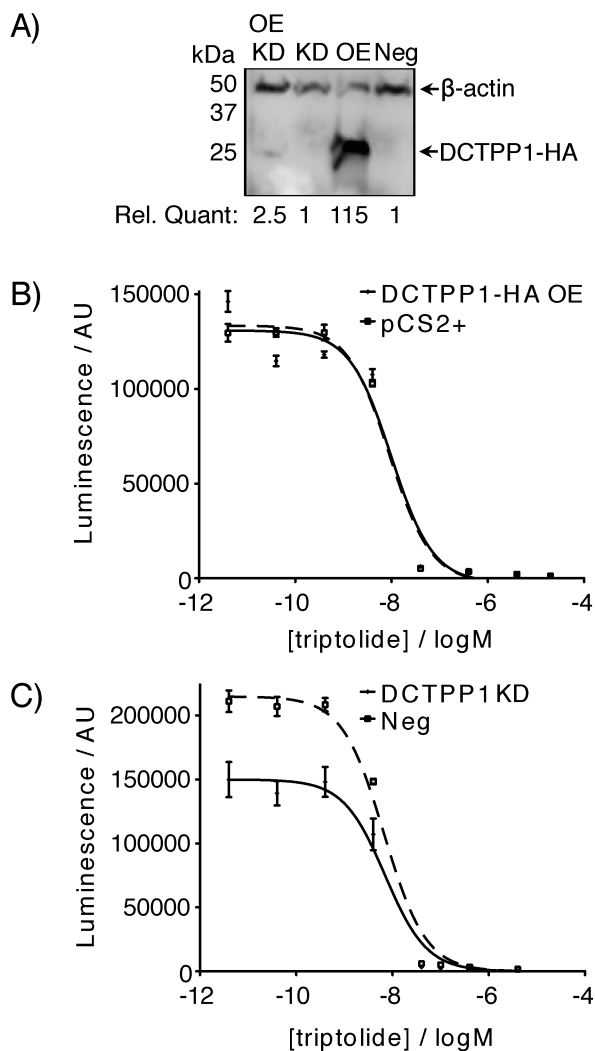 A)
OE
kDa KD KD OE Neg
50
β-actin
37
25
DCTPP1-HA
Rel. Quant: 2.5 1 115 1
B)
150000
100000
50000
0
Luminescence / AU
DCTPP1-HA OE
pCS2+
-12 -10 -8 -6 -4
[triptolide] / logM
C)
200000
150000
100000
50000
0
Luminescence / AU
DCTPP1 KD
Neg
-12 -10 -8 -6 -4
[triptolide] / logM